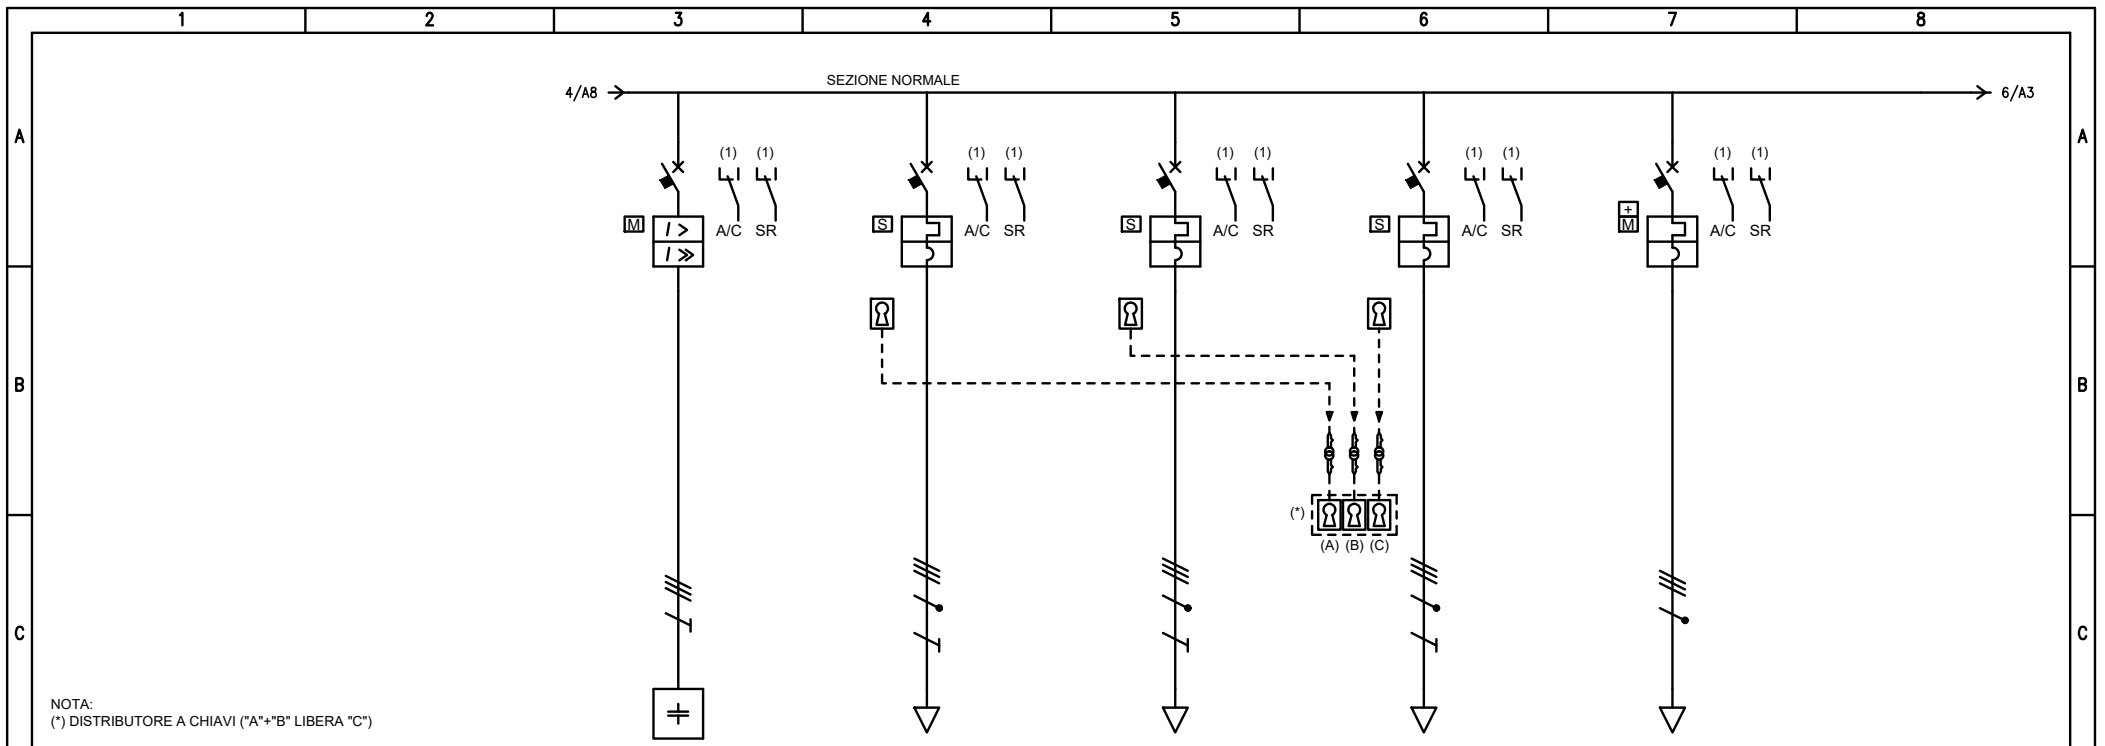 1 2 3 4 5 6 7 8
SEZIONE NORMALE
4/A8 6/A3
A A
(1) (1) (1) (1) (1) (1) (1) (1) (1) (1)
+
M I > A/C SR S A/C SR S A/C SR S A/C SR M A/C SR
I >>
B B
(*)
(A) (B) (C)
C C
NOTA:
(*) DISTRIBUTORE A CHIAVI ("A"+"B" LIBERA "C")